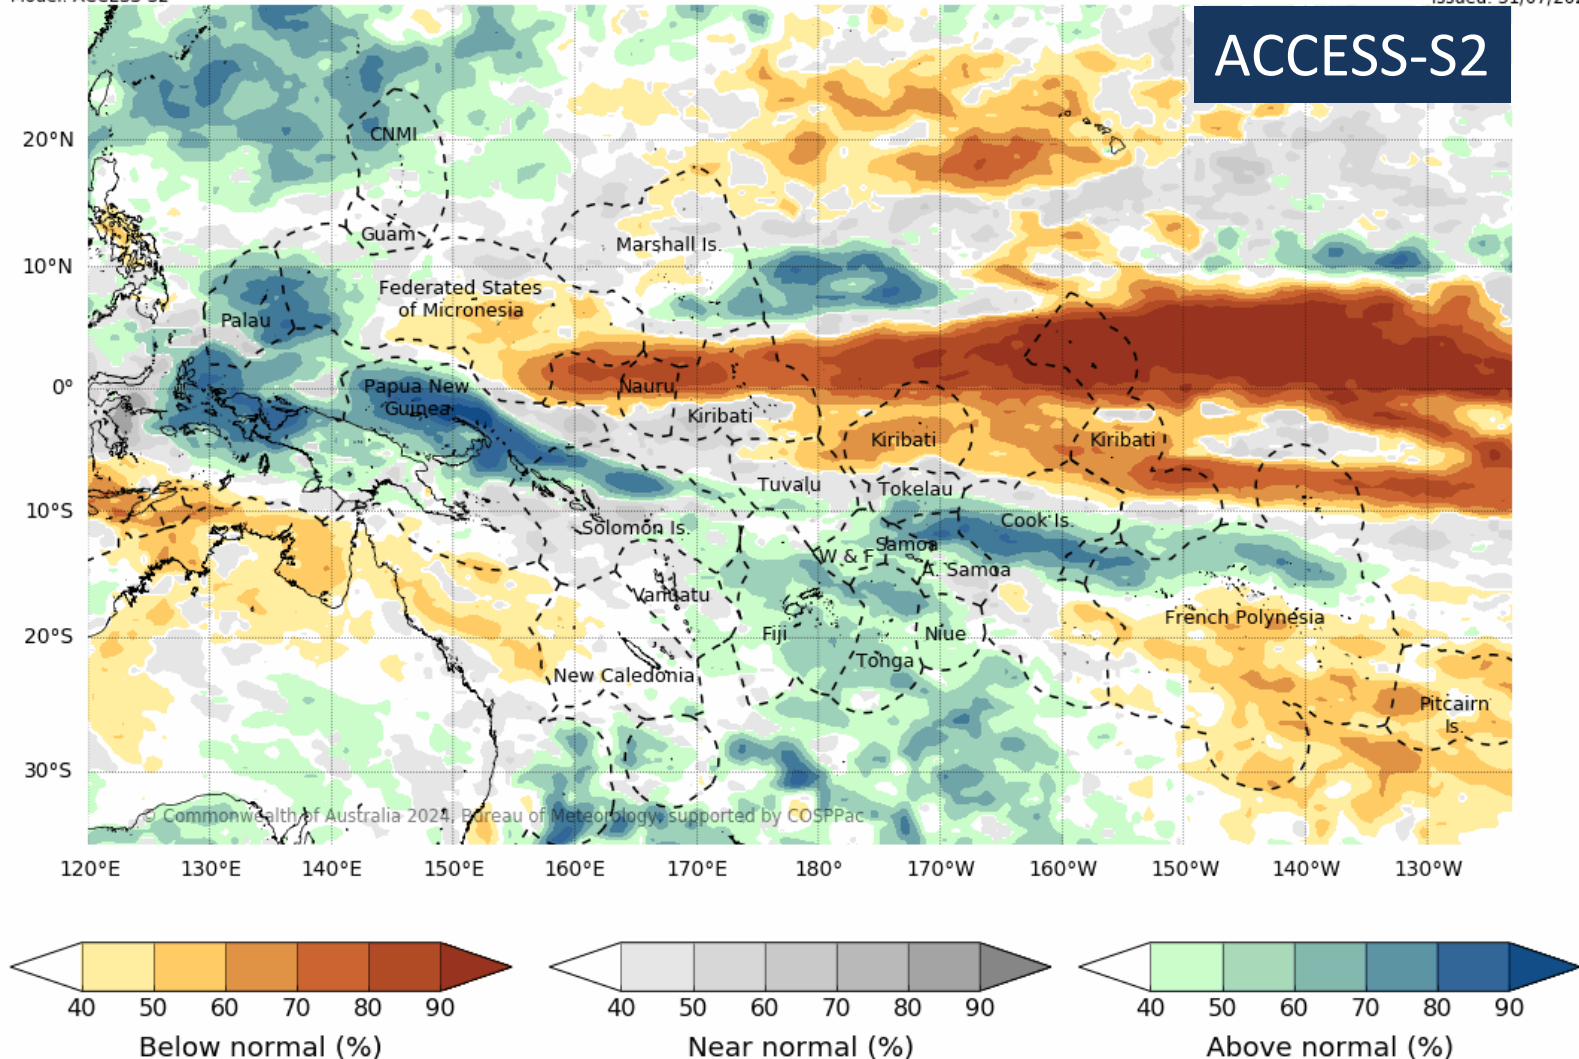 Model: ACCESS-S2
ACCESS-S2
20°N
CNMI
Guam
Marshall Is.
10°N
Federated States
of Micronesia
Palau
0°
Papua New
Guinea
Nauru
Kiribati
Kiribati
Kiribati
Tuvalu
Tokelau
10°S
Solomon Is.
Cook Is.
Samoa
W & F
A. Samoa
Vanuatu
French Polynesia
20°S
Fiji
Niue
Tonga
New Caledonia
Pitcairn
Is.
30°S
© Commonwealth of Australia 2024, Bureau of Meteorology, supported by COSPPac
120°E 130°E 140°E 150°E 160°E 170°E 180° 170°W 160°W 150°W 140°W 130°W
40 50 60 70 80 90
Below normal (%)
40 50 60 70 80 90
Near normal (%)
40 50 60 70 80 90
Above normal (%)